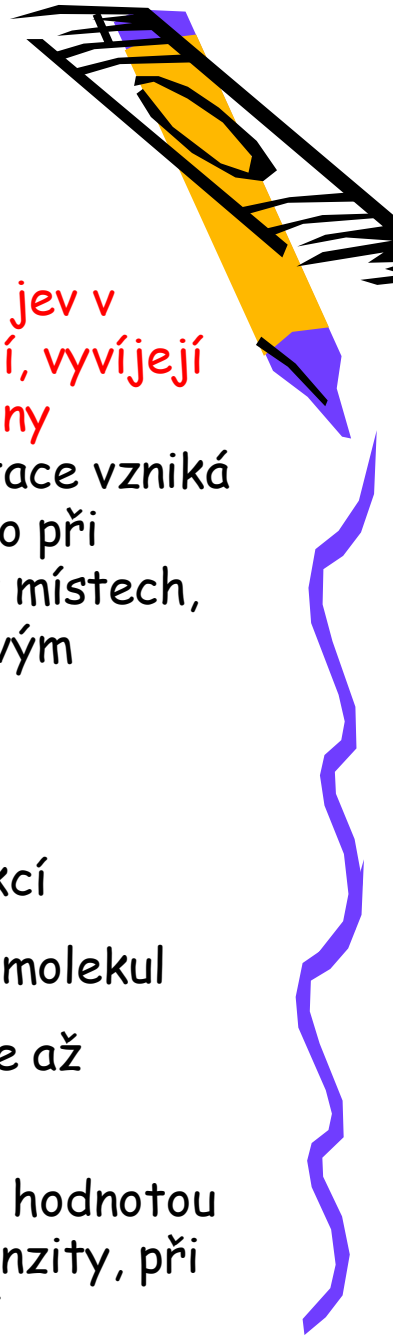 jev v
í, vyvíjejí
ny
race vzniká
o při
místech,
vým
kcí
molekul
e až
hodnotou
nzity, při